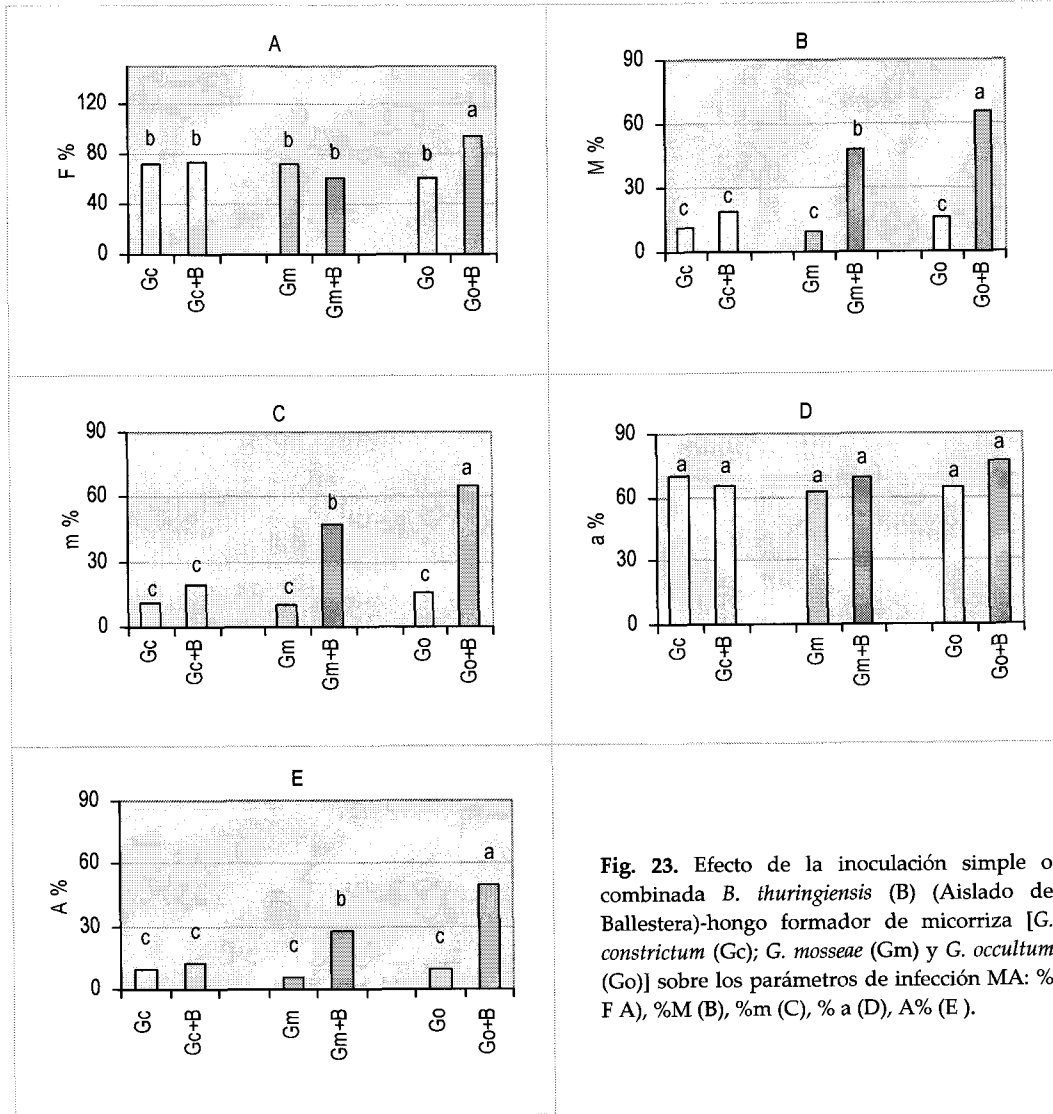 A
F %
120
80
40
0
b b b b b a
Gc Gc+B Gm Gm+B Go Go+B
B
M %
90
60
30
0
c c c b c a
Gc Gc+B Gm Gm+B Go Go+B
C
m %
90
60
30
0
c c c b c a
Gc Gc+B Gm Gm+B Go Go+B
D
a %
90
60
30
0
a a a a a a
Gc Gc+B Gm Gm+B Go Go+B
E
A %
90
60
30
0
c c c b c a
Gc Gc+B Gm Gm+B Go Go+B
Fig. 23. Efecto de la inoculación simple o
combinada B. thuringiensis (B) (Aislado de
Ballestera)-hongo formador de micorriza [G.
constrictum (Gc); G. mosseae (Gm) y G. occultum
(Go)] sobre los parámetros de infección MA: %
F A), %M (B), %m (C), % a (D), A% (E ).